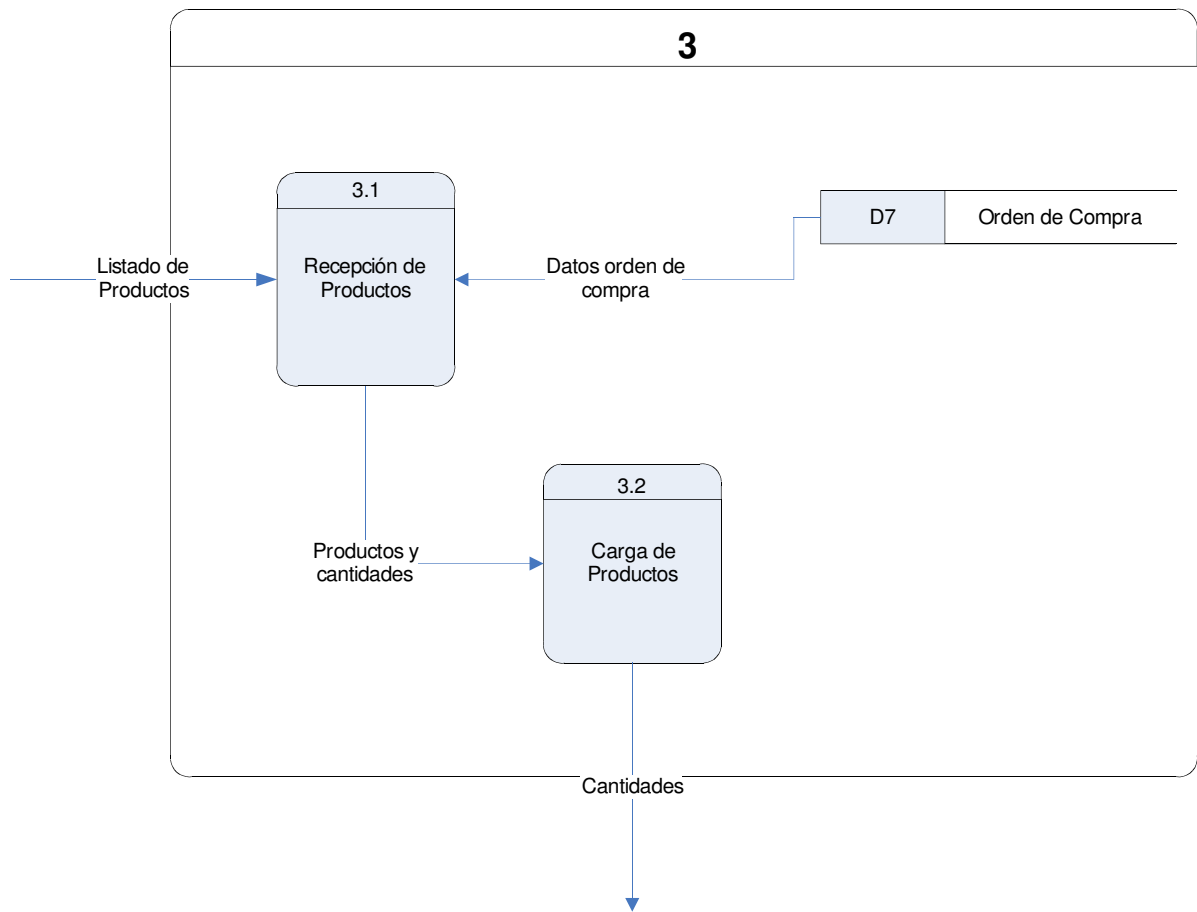 3
3.1
Recepción de
Productos
D7
Orden de Compra
Listado de
Productos
Datos orden de
compra
3.2
Carga de
Productos
Productos y
cantidades
Cantidades